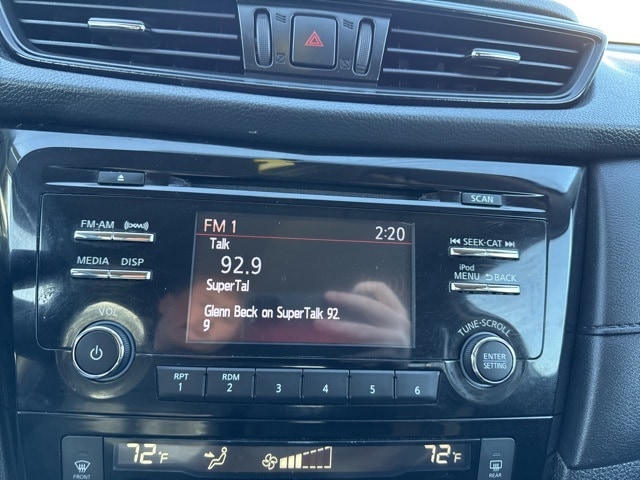 SCAN
FM-AM ((XM))
MEDIA DISP
VOL
FM 1 2:20
Talk
92.9
SuperTal
Glenn Beck on SuperTalk 92
9
SEEK-CAT
iPod
MENU BACK
TUNE·SCROLL
ENTER
SETTING
RPT
1
RDM
2
3
4
5
6
72°F
72°F
FRONT
REAR